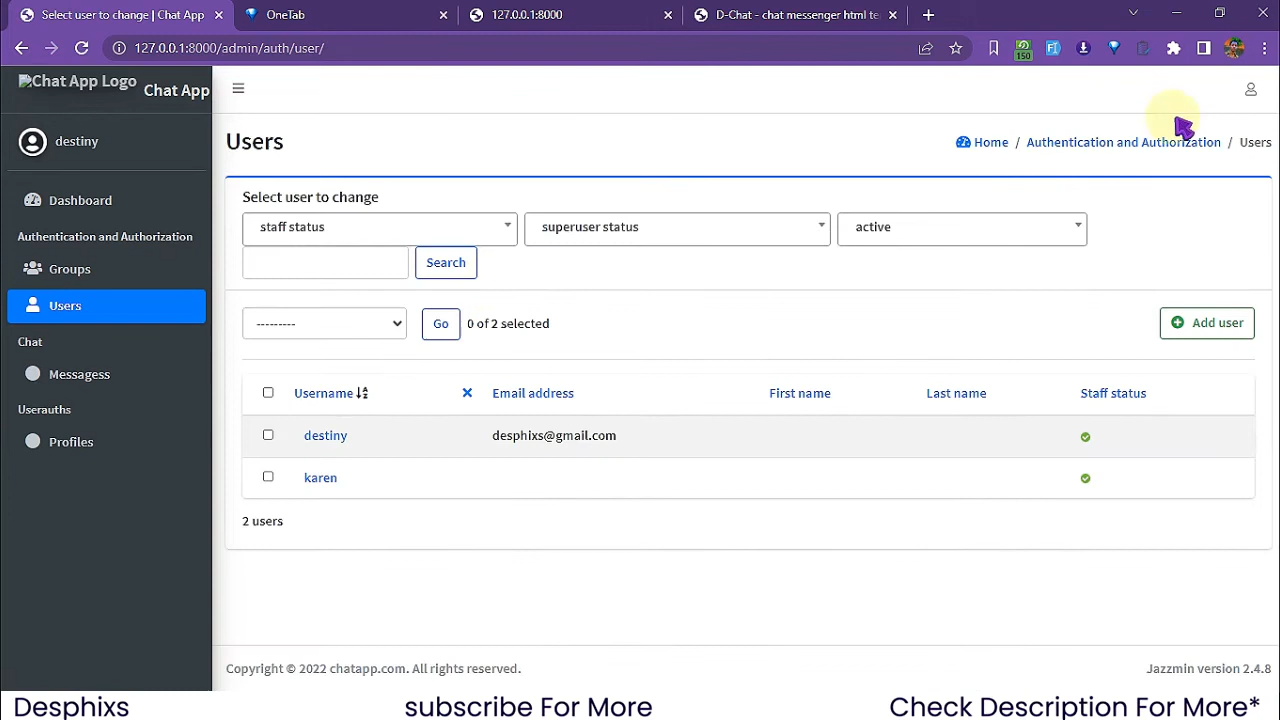 Select user to change | Chat App
OneTab
127.0.0.1:8000
D-Chat - chat messenger html te
127.0.0.1:8000/admin/auth/user/
150
Chat App Logo
Chat App
destiny
Dashboard
Authentication and Authorization
Groups
Users
Chat
Messagess
Userauths
Profiles
Users
Home / Authentication and Authorization / Users
Select user to change
staff status
superuser status
active
Search
---------
Go
0 of 2 selected
Add user
Username
Email address
First name
Last name
Staff status
destiny
desphixs@gmail.com
karen
2 users
Copyright © 2022 chatapp.com. All rights reserved.
Jazzmin version 2.4.8
Desphixs
subscribe For More
Check Description For More*